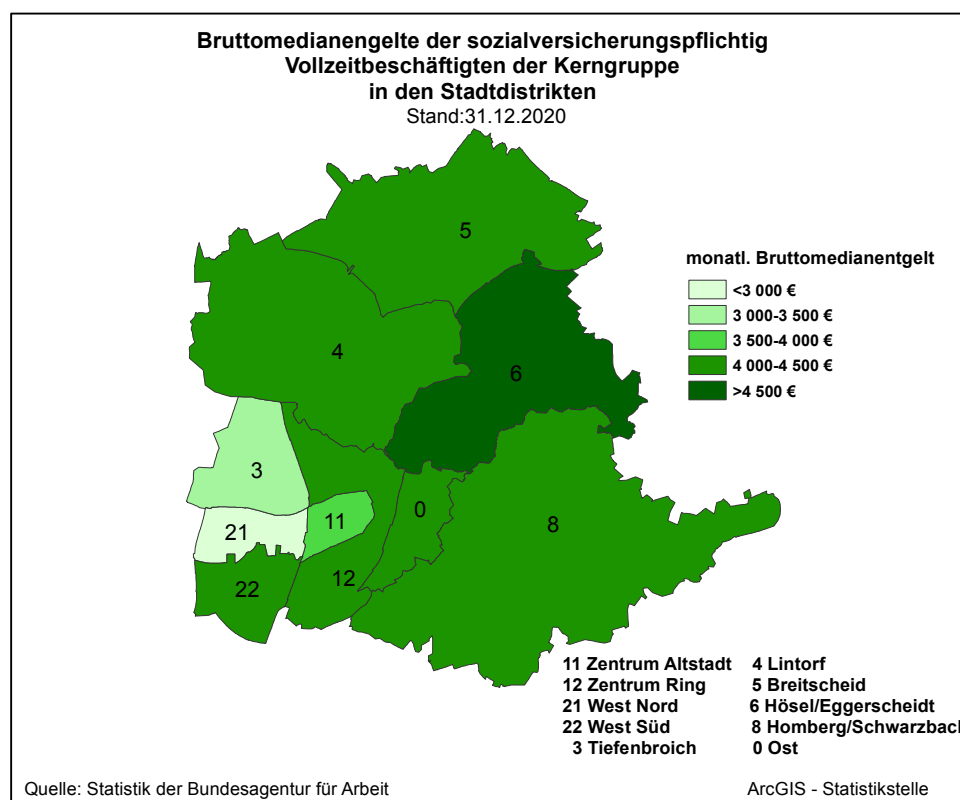 Bruttomedianengelte der sozialversicherungspflichtig
Vollzeitbeschäftigten der Kerngruppe
in den Stadtdistrikten
Stand:31.12.2020
5
4
6
3
0
11
8
21
12
22
monatl. Bruttomedianentgelt
<3 000 €
3 000-3 500 €
3 500-4 000 €
4 000-4 500 €
>4 500 €
11 Zentrum Altstadt 4 Lintorf
12 Zentrum Ring 5 Breitscheid
21 West Nord 6 Hösel/Eggerscheidt
22 West Süd 8 Homberg/Schwarzbach
3 Tiefenbroich 0 Ost
Quelle: Statistik der Bundesagentur für Arbeit ArcGIS - Statistikstelle